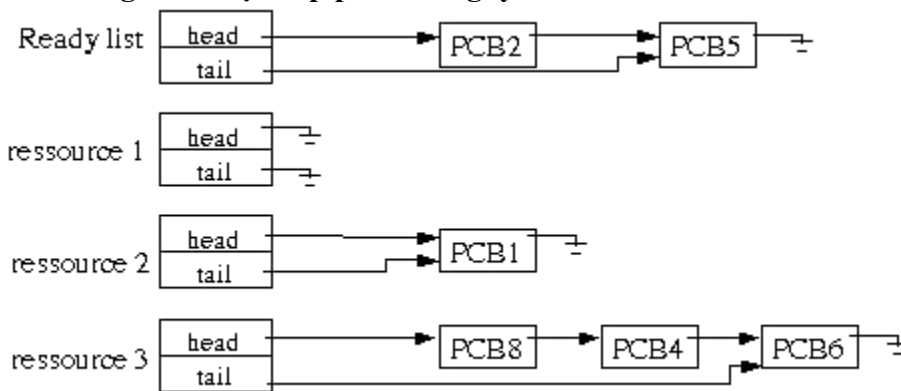 Ready list head PCB2 PCB5
tail
ressource 1 head
tail
ressource 2 head PCB1
tail
ressource 3 head PCB8 PCB4 PCB6
tail